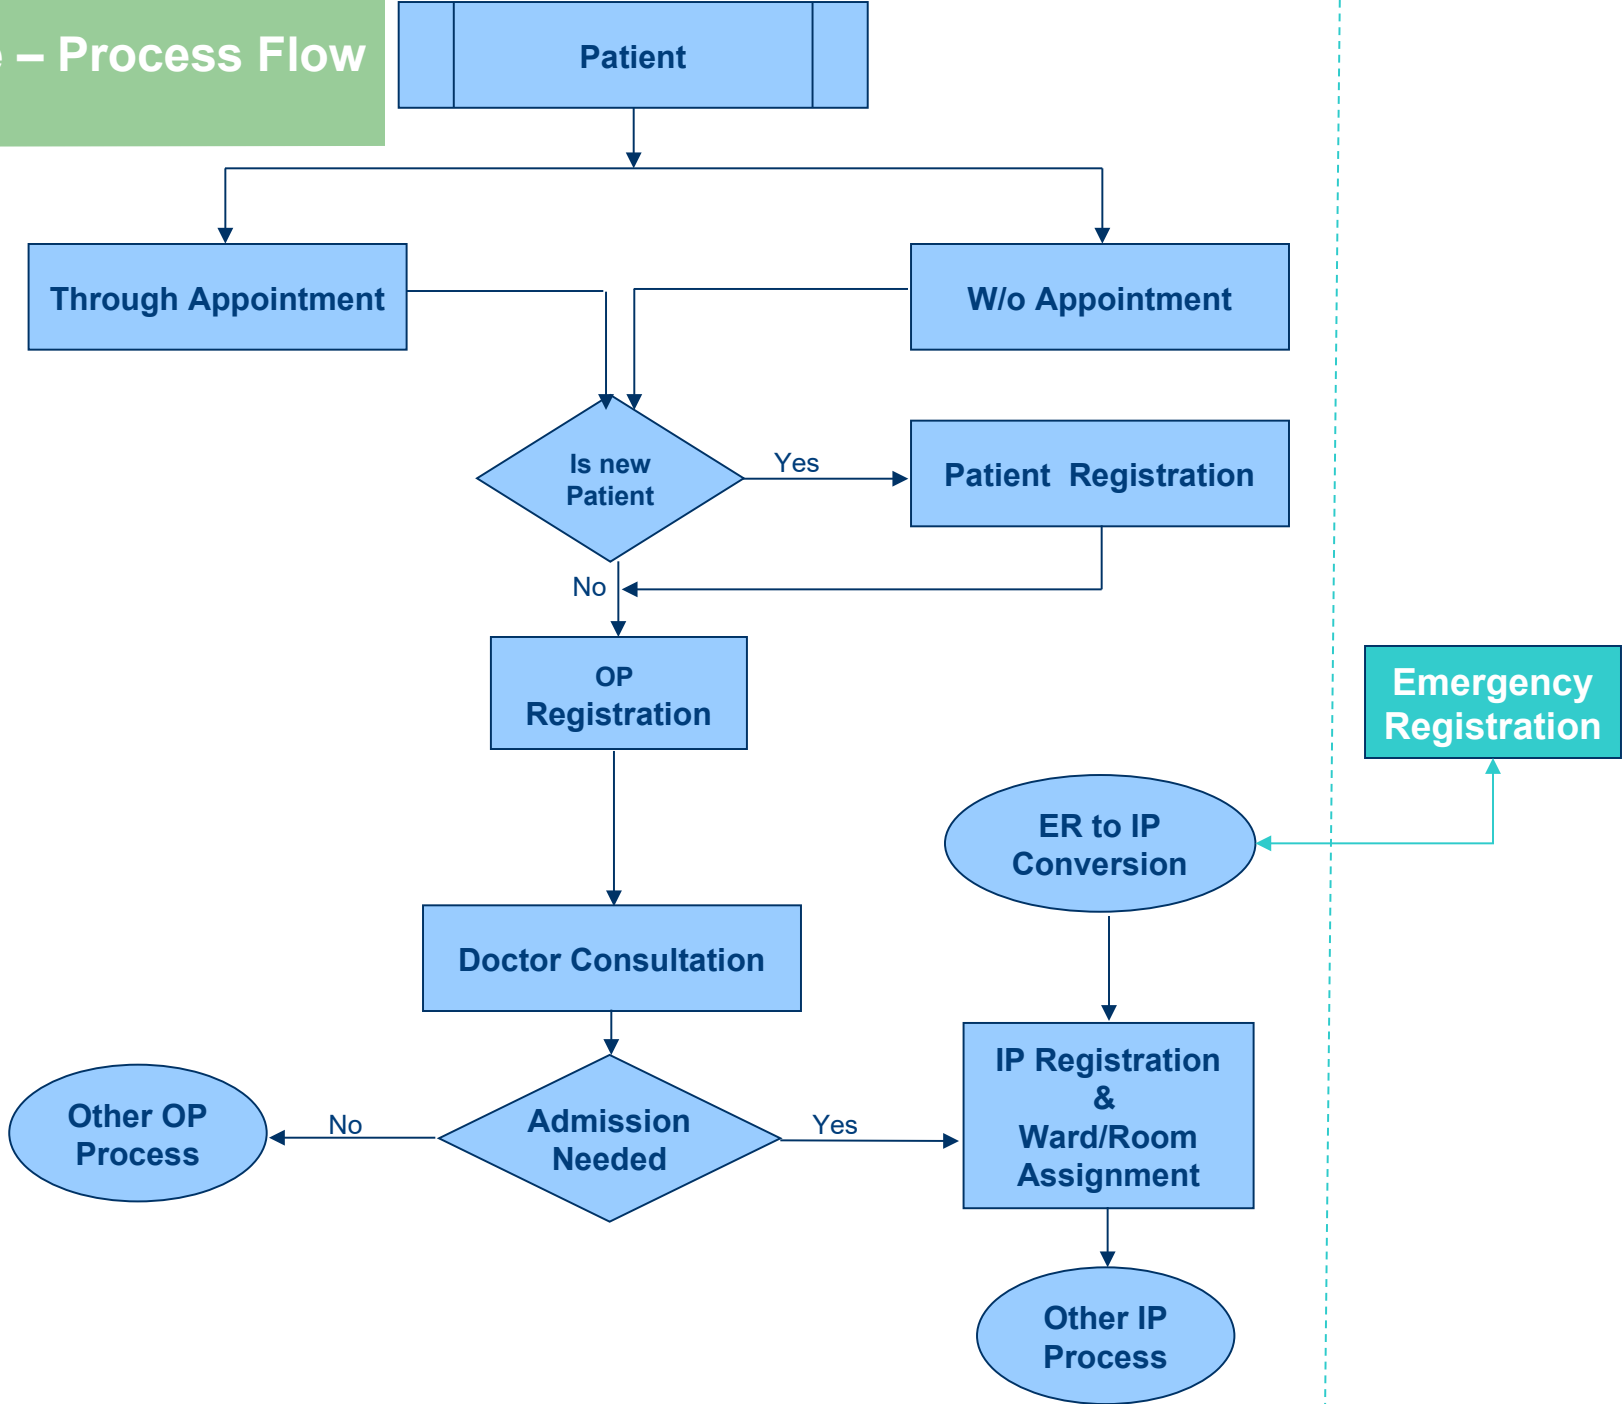 – Process Flow
Patient
Through Appointment
W/o Appointment
Is new
Patient
Yes
Patient  Registration
No
OP
Registration
Emergency
Registration
ER to IP
Conversion
Doctor Consultation
Other OP
Process
No
Admission
Needed
Yes
IP Registration
&
Ward/Room
Assignment
Other IP
Process